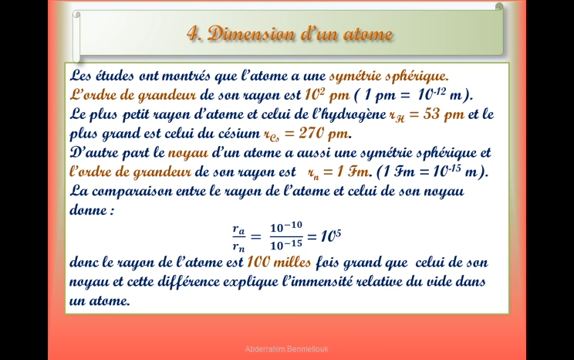 4. Dimension d'un atome
Les études ont montrés que l'atome a une symétrie sphérique.
L'ordre de grandeur de son rayon est 10² pm ( 1 pm = 10⁻¹² m).
Le plus petit rayon d'atome et celui de l'hydrogène r_H = 53 pm et le
plus grand est celui du césium r_Cs = 270 pm.
D'autre part le noyau d'un atome a aussi une symétrie sphérique et
l'ordre de grandeur de son rayon est r_n = 1 Fm. (1 Fm = 10⁻¹⁵ m).
La comparaison entre le rayon de l'atome et celui de son noyau
donne :
r_a/r_n = 10⁻¹⁰/10⁻¹⁵ = 10⁵
donc le rayon de l'atome est 100 milles fois grand que celui de son
noyau et cette différence explique l'immensité relative du vide dans
un atome.
Abderrahim.Benmellouk